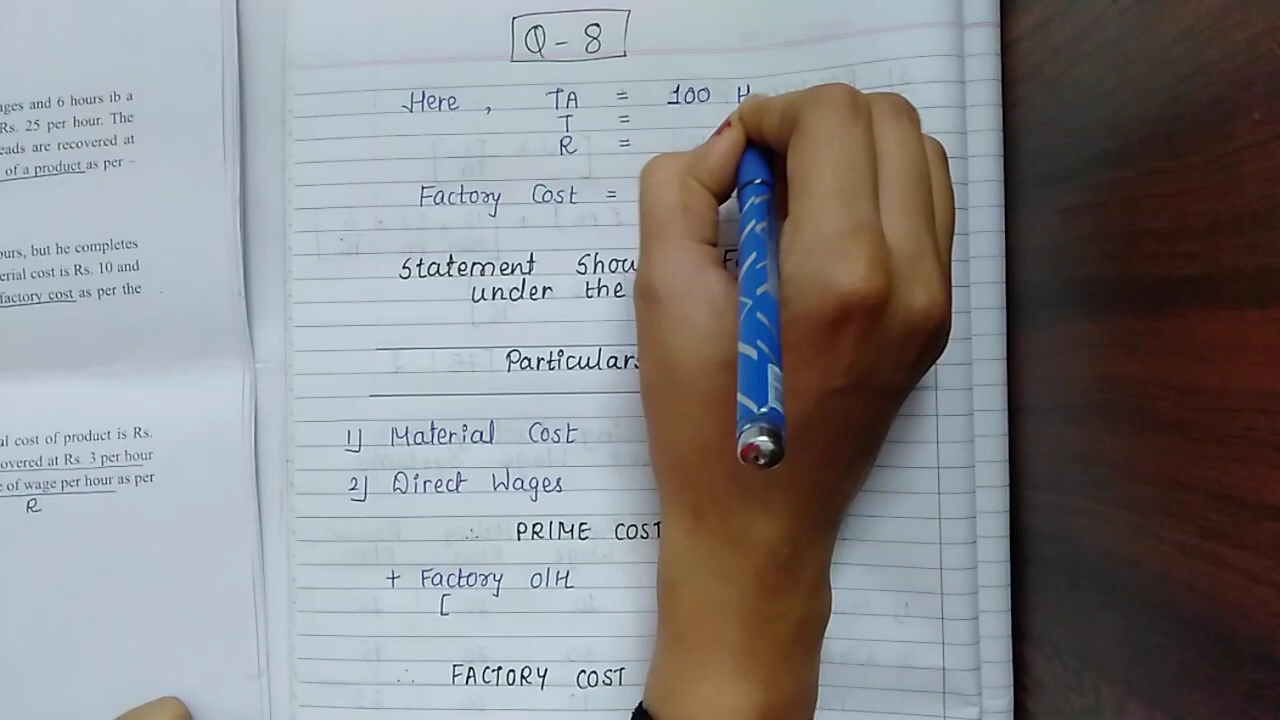 ages and 6 hours ib a
Rs. 25 per hour. The
eads are recovered at
of a product as per
ours, but he completes
erial cost is Rs. 10 and
factory cost as per the
al cost of product is Rs.
overed at Rs. 3 per hour
of wage per hour as per
R
Q - 8
Here , TA = 100 H
T =
R =
Factory Cost =
Statement Show
under the
Particulars
1) Material Cost
2) Direct Wages
∴ PRIME COST
+ Factory O/H
[
∴ FACTORY COST